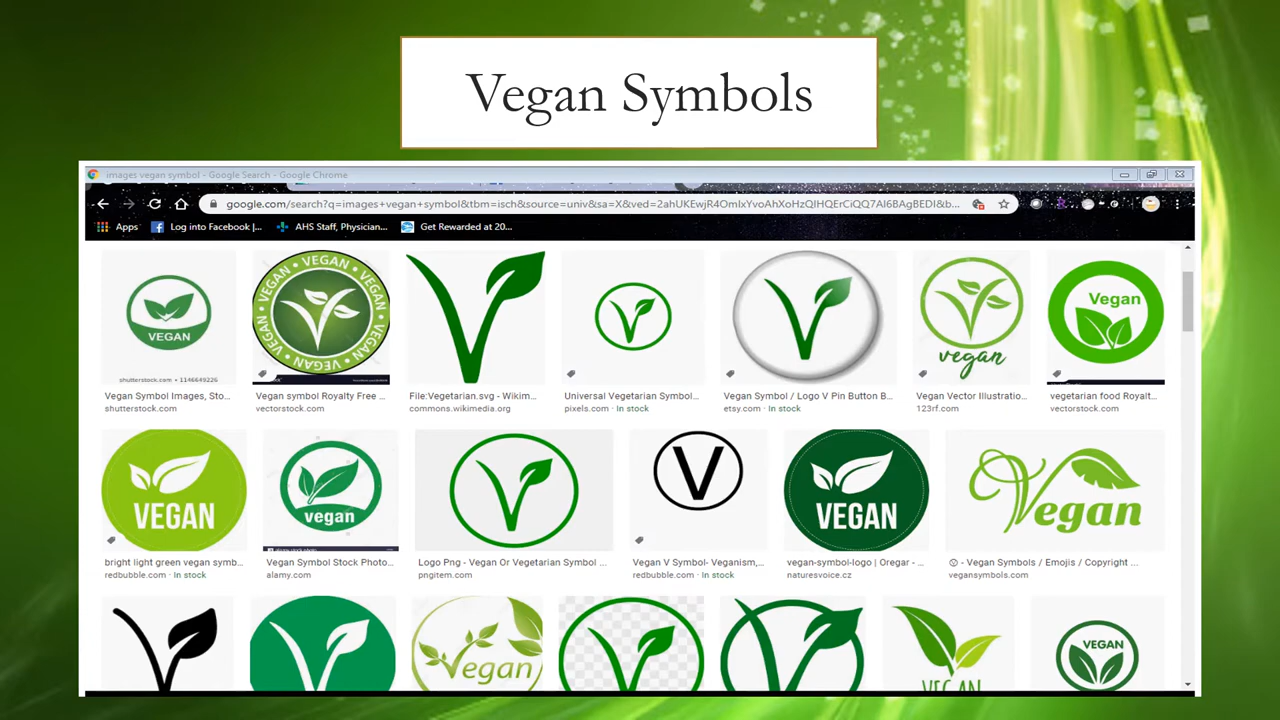 Vegan Symbols
images vegan symbol - Google Search - Google Chrome
google.com/search?q=images+vegan+symbol&tbm=isch&source=univ&sa=X&ved=2ahUKEwjR4OmIxYvoAhXoHzQIHQErCiQQ7Al6BAgBEDI&b...
Apps Log into Facebook |... AHS Staff, Physician... Get Rewarded at 20...
VEGAN
VEGAN • VEGAN • VEGAN • VEGAN • VEGAN • VEGAN
vegan
Vegan
shutterstock.com • 1146649226
Vegan Symbol Images, Sto... Vegan symbol Royalty Free ... File:Vegetarian.svg - Wikim... Universal Vegetarian Symbol... Vegan Symbol / Logo V Pin Button B... Vegan Vector Illustratio... vegetarian food Royalt...
shutterstock.com vectorstock.com commons.wikimedia.org pixels.com · In stock etsy.com · In stock 123rf.com vectorstock.com
VEGAN vegan V VEGAN Vegan
bright light green vegan symb... Vegan Symbol Stock Photo... Logo Png - Vegan Or Vegetarian Symbol ... Vegan V Symbol- Veganism,... vegan-symbol-logo | Oregar - ... - Vegan Symbols / Emojis / Copyright ...
redbubble.com · In stock alamy.com pngitem.com redbubble.com · In stock naturesvoice.cz vegansymbols.com
Vegan VEGAN VEGAN